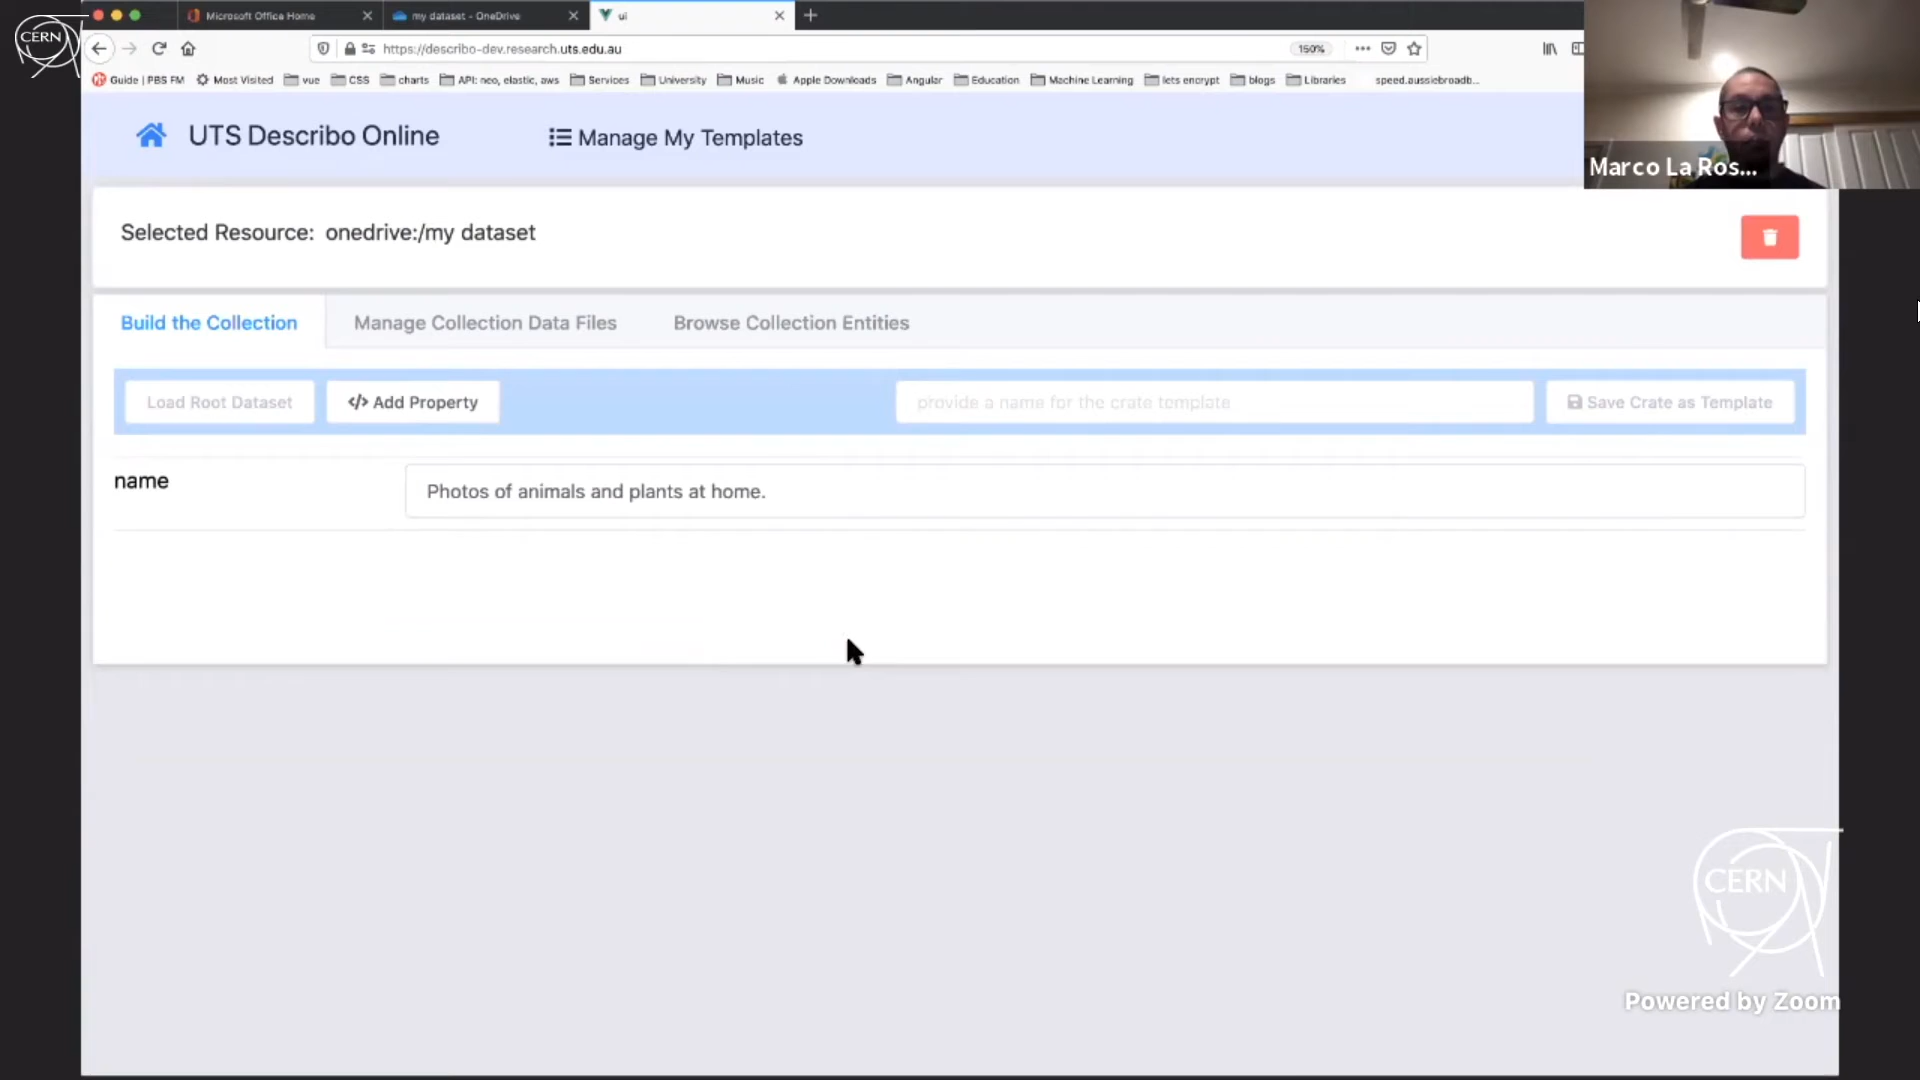 CERN
Microsoft Office Home
my dataset - OneDrive
ui
https://describo-dev.research.uts.edu.au
150%
Guide | PBS FM Most Visited vue CSS charts API: neo, elastic, aws Services University Music Apple Downloads Angular Education Machine Learning lets encrypt blogs Libraries speed.aussiebroadb...
UTS Describo Online
Manage My Templates
Marco La Ros...
Selected Resource: onedrive:/my dataset
Build the Collection
Manage Collection Data Files
Browse Collection Entities
Load Root Dataset
</> Add Property
provide a name for the crate template
Save Crate as Template
name
Photos of animals and plants at home.
CERN
Powered by Zoom